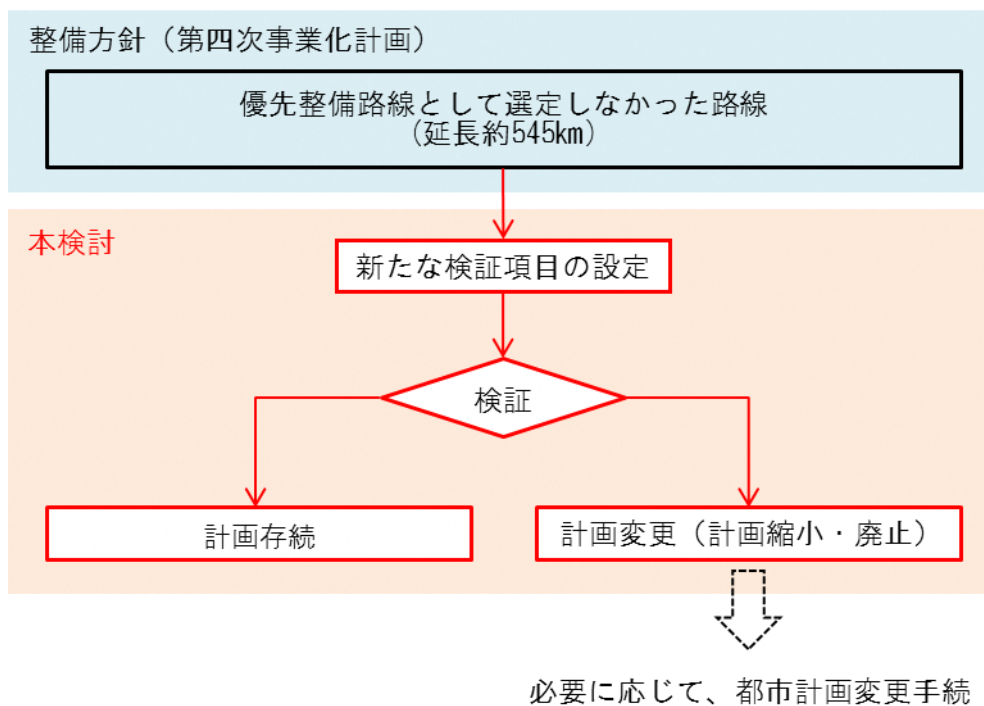 整備方針（第四次事業化計画）
優先整備路線として選定しなかった路線
（延長約545km）
本検討
新たな検証項目の設定
検証
計画存続
計画変更（計画縮小・廃止）
必要に応じて、都市計画変更手続